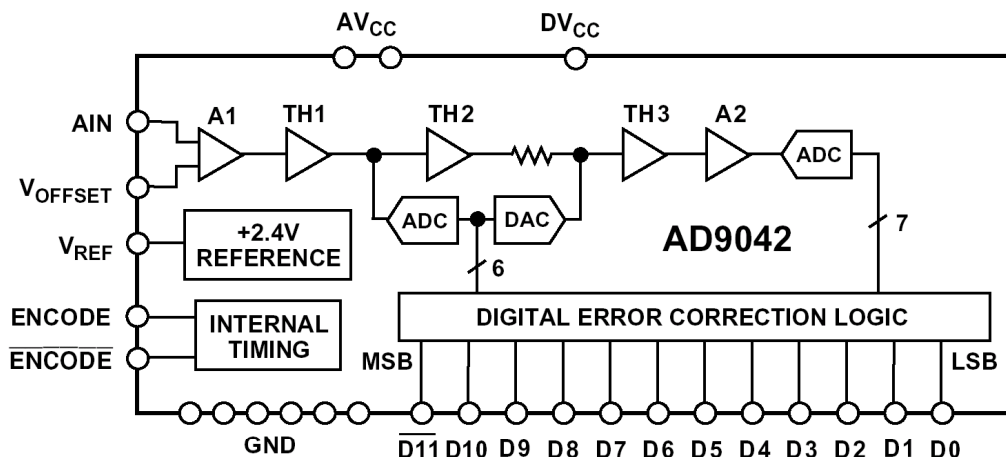 AVCC
DVCC
AIN
A1
TH1
TH2
TH3
A2
ADC
VOFFSET
ADC
DAC
7
+2.4V
REFERENCE
VREF
AD9042
6
ENCODE
INTERNAL
TIMING
DIGITAL ERROR CORRECTION LOGIC
E̅N̅C̅O̅D̅E̅
MSB
LSB
GND
D̅1̅1̅ D10 D9 D8 D7 D6 D5 D4 D3 D2 D1 D0